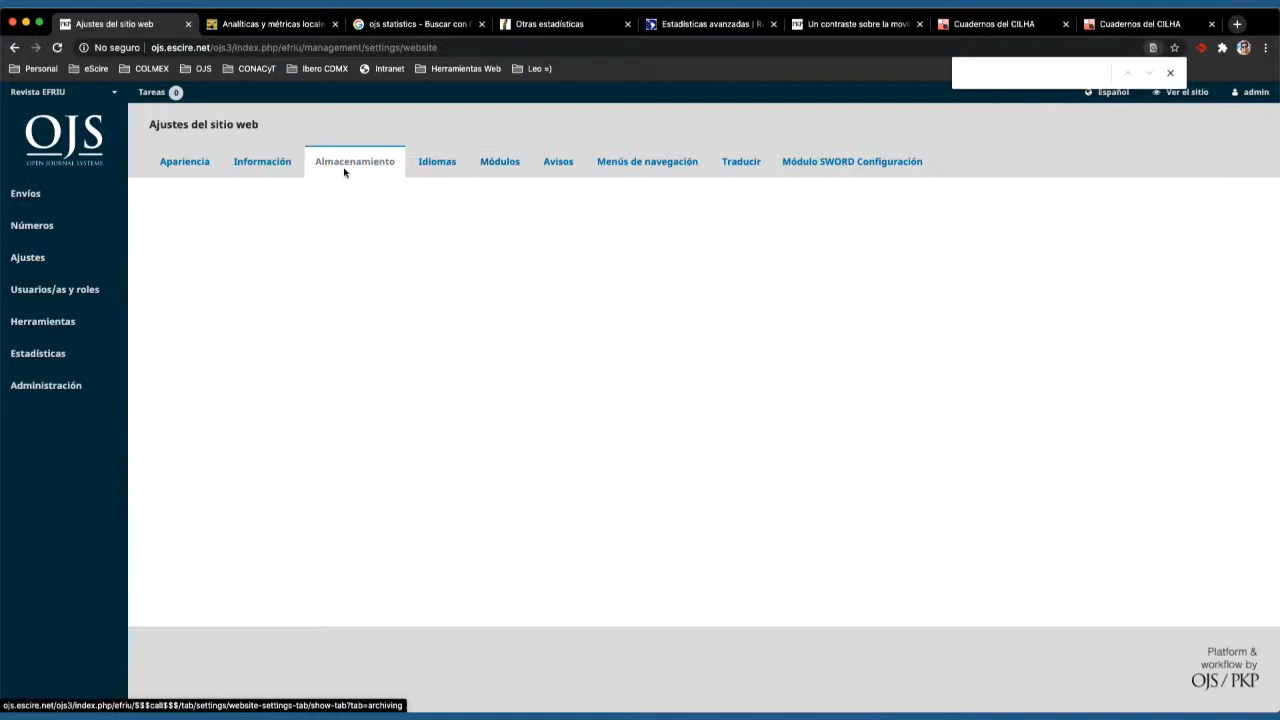 Ajustes del sitio web
Analíticas y métricas locale
ojs statistics - Buscar con G
Otras estadísticas
Estadísticas avanzadas | Re
Un contraste sobre la movil
Cuadernos del CILHA
Cuadernos del CILHA
No seguro
ojs.escire.net/ojs3/index.php/efriu/management/settings/website
Personal
eScire
COLMEX
OJS
CONACyT
Ibero CDMX
Intranet
Herramientas Web
Leo =)
Revista EFRIU
Tareas
0
Español
Ver el sitio
admin
OJS
OPEN JOURNAL SYSTEMS
Envíos
Números
Ajustes
Usuarios/as y roles
Herramientas
Estadísticas
Administración
Ajustes del sitio web
Apariencia
Información
Almacenamiento
Idiomas
Módulos
Avisos
Menús de navegación
Traducir
Módulo SWORD Configuración
Platform &
workflow by
OJS / PKP
ojs.escire.net/ojs3/index.php/efriu/$$$call$$$/tab/settings/website-settings-tab/show-tab?tab=archiving